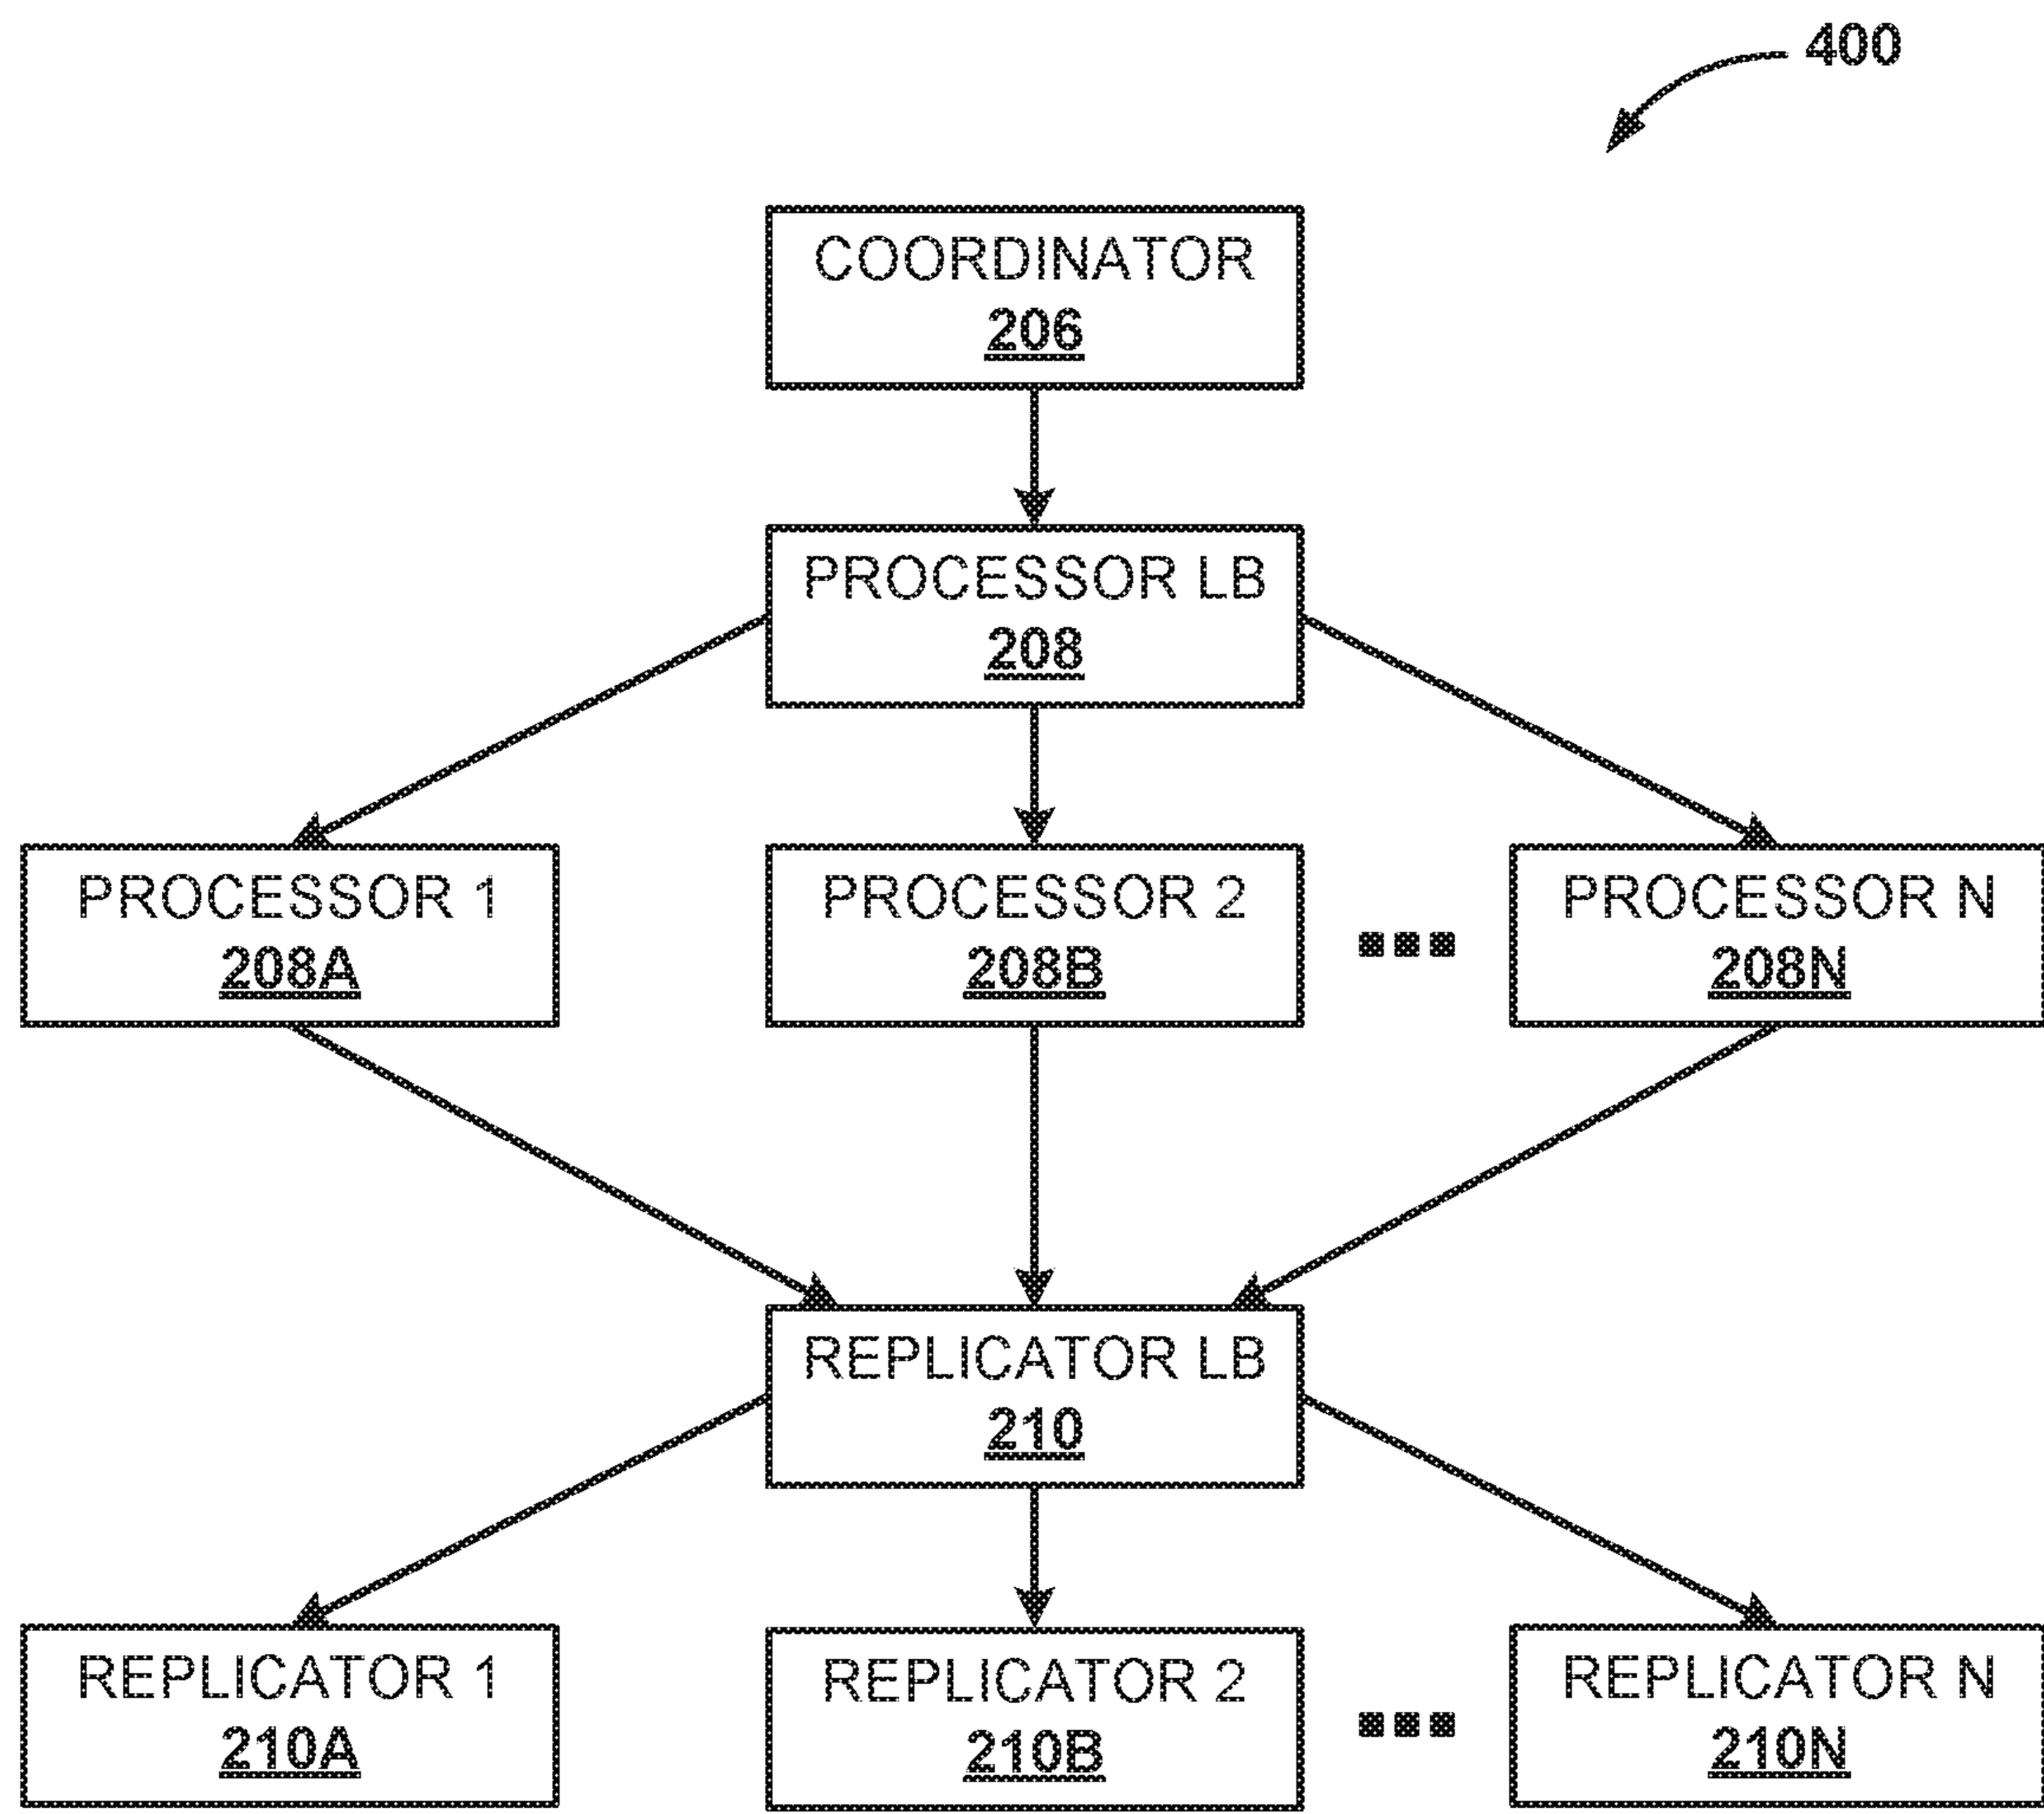 400
COORDINATOR
206
PROCESSOR LB
208
PROCESSOR 1
208A
PROCESSOR 2
208B
PROCESSOR N
208N
REPLICATOR LB
210
REPLICATOR 1
210A
REPLICATOR 2
210B
REPLICATOR N
210N